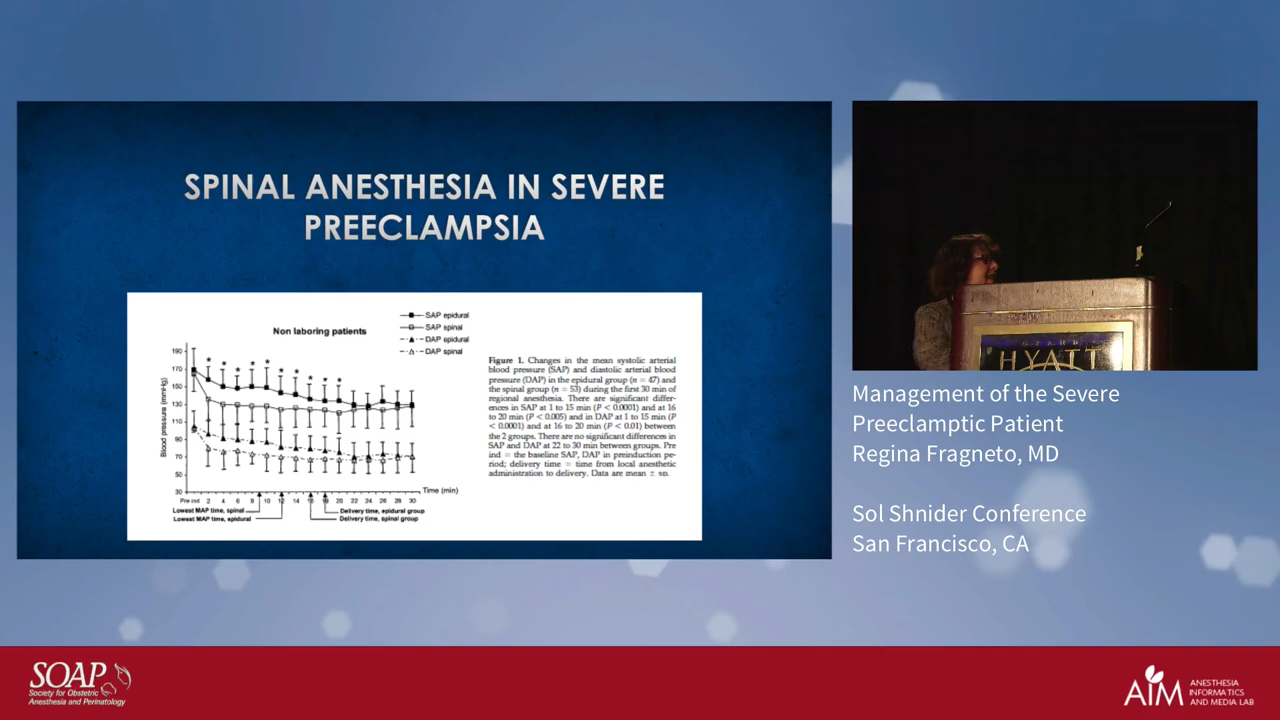 SPINAL ANESTHESIA IN SEVERE
PREECLAMPSIA
Non laboring patients
SAP epidural
SAP spinal
DAP epidural
DAP spinal
Blood pressure (mmHg)
190
170
150
130
110
90
70
50
30
Pre ind 2 4 6 8 10 12 14 16 18 20 22 24 26 28 30
Time (min)
Lowest MAP time, spinal
Lowest MAP time, epidural
Delivery time, epidural group
Delivery time, spinal group
Figure 1. Changes in the mean systolic arterial
blood pressure (SAP) and diastolic arterial blood
pressure (DAP) in the epidural group (n = 47) and
the spinal group (n = 53) during the first 30 min of
regional anesthesia. There are significant differ-
ences in SAP at 1 to 15 min (P < 0.0001) and at 16
to 20 min (P < 0.005) and in DAP at 1 to 15 min (P
< 0.0001) and at 16 to 20 min (P < 0.01) between
the 2 groups. There are no significant differences in
SAP and DAP at 22 to 30 min between groups. Pre
ind = the baseline SAP, DAP in preinduction pe-
riod; delivery time = time from local anesthetic
administration to delivery. Data are mean ± SD.
HYATT
Management of the Severe
Preeclamptic Patient
Regina Fragneto, MD
Sol Shnider Conference
San Francisco, CA
SOAP
Society for Obstetric
Anesthesia and Perinatology
AIM
ANESTHESIA
INFORMATICS
AND MEDIA LAB